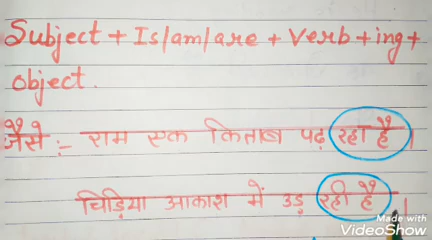 Subject + Is/am/are + Verb + ing +
object.
जैसे :- राम एक किताब पढ़ रहा है।
चिड़िया आकाश में उड़ रही है।
Made with
VideoShow